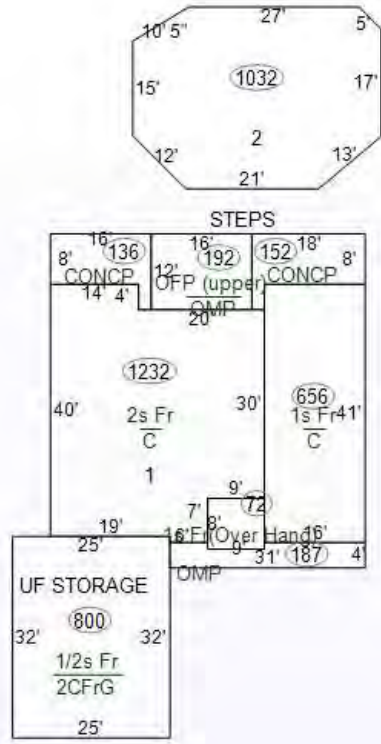 27'
10' 5"
5'
1032
15'
17'
2
12'
13'
21'
STEPS
16' 136 16' 152 18'
8' 192 8'
CONCP 12' OFP (upper) CONCP
14' 4' OMP
20'
1232
656
40' 2s Fr 30' 1s Fr 41'
C C
1
9'
72
7'
8'
19' 1s Fr(Over Hand) 16'
25' 9' 31' 187 4'
OMP
UF STORAGE
800
32' 32'
1/2s Fr
2CFrG
25'